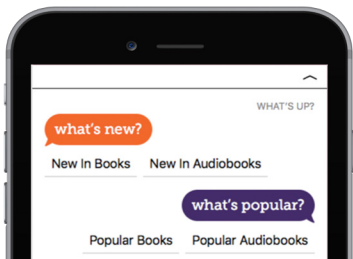 WHAT'S UP?
what's new?
New In Books New In Audiobooks
what's popular?
Popular Books Popular Audiobooks